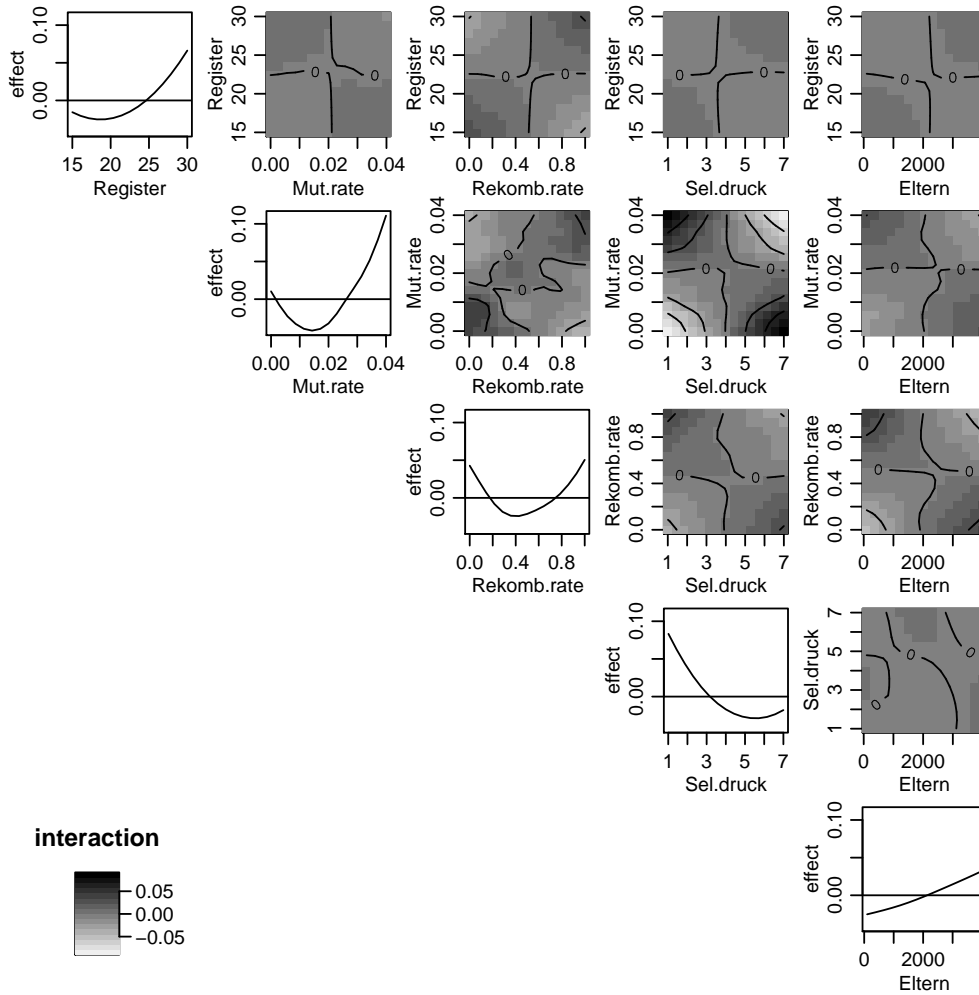 effect
0.00 0.10
15 20 25 30
Register
Register
15 20 25 30
0 0
0.00 0.02 0.04
Mut.rate
Register
15 20 25 30
0 0
0.0 0.4 0.8
Rekomb.rate
Register
15 20 25 30
0 0
1 3 5 7
Sel.druck
Register
15 20 25 30
0 0
0 2000
Eltern
effect
0.00 0.10
0.00 0.02 0.04
Mut.rate
Mut.rate
0.00 0.02 0.04
0
0
0.0 0.4 0.8
Rekomb.rate
Mut.rate
0.00 0.02 0.04
0 0
1 3 5 7
Sel.druck
Mut.rate
0.00 0.02 0.04
0 0
0 2000
Eltern
effect
0.00 0.10
0.0 0.4 0.8
Rekomb.rate
Rekomb.rate
0.0 0.4 0.8
0 0
1 3 5 7
Sel.druck
Rekomb.rate
0.0 0.4 0.8
0 0
0 2000
Eltern
effect
0.00 0.10
1 3 5 7
Sel.druck
Sel.druck
1 3 5 7
0 0
0
0 2000
Eltern
interaction
0.05
0.00
−0.05
effect
0.00 0.10
0 2000
Eltern